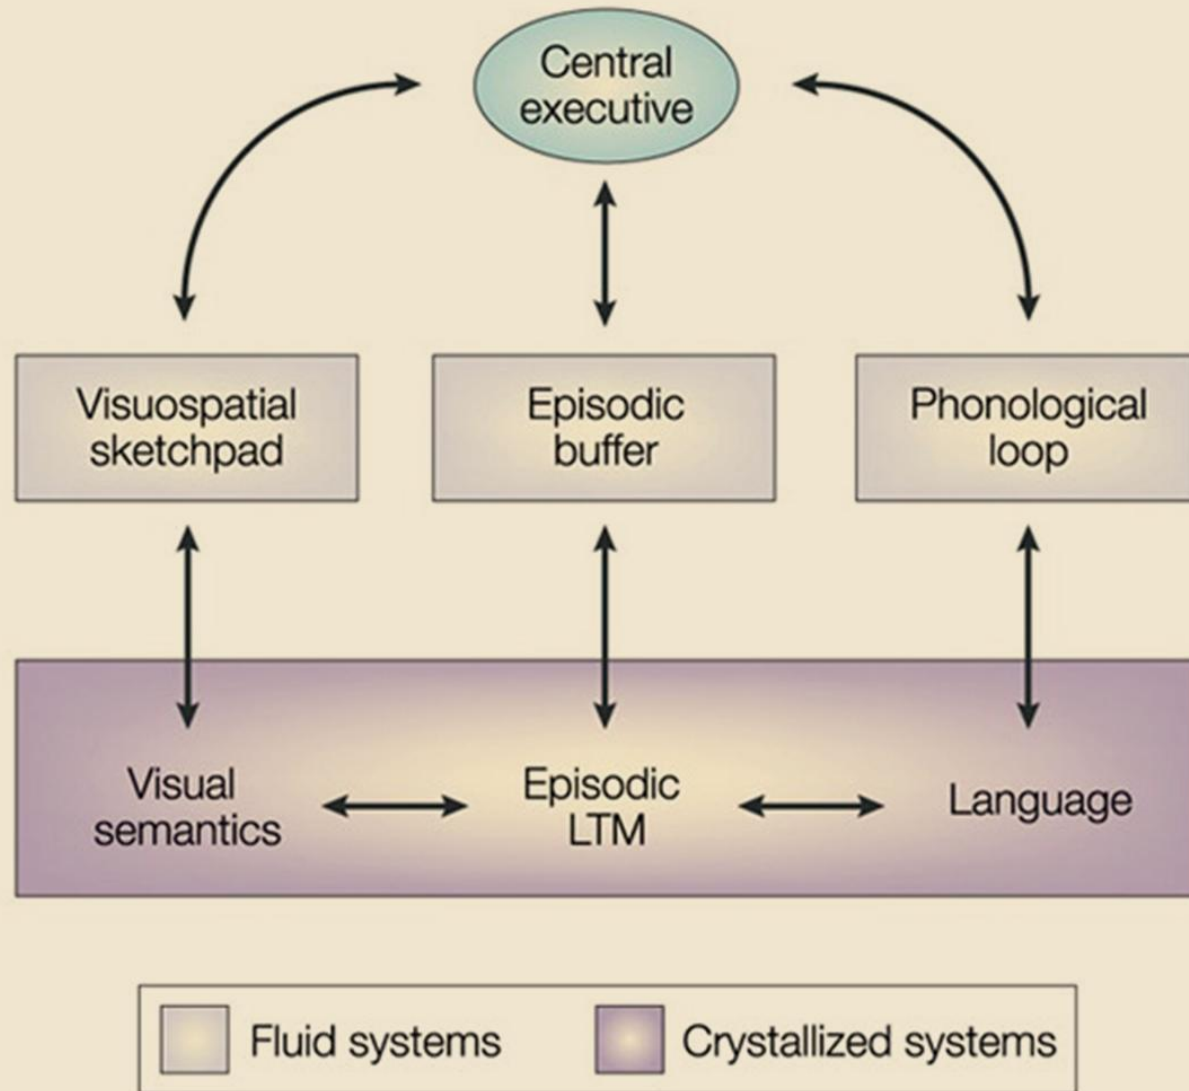 Central
executive
Visuospatial
sketchpad
Episodic
buffer
Phonological
loop
Visual
semantics
Episodic
LTM
Language
Fluid systems
Crystallized systems